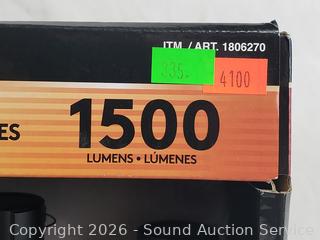 ITM. / ART. 1806270
335.
4100
ES
1500
LUMENS • LÚMENES
Copyright 2026 - Sound Auction Service